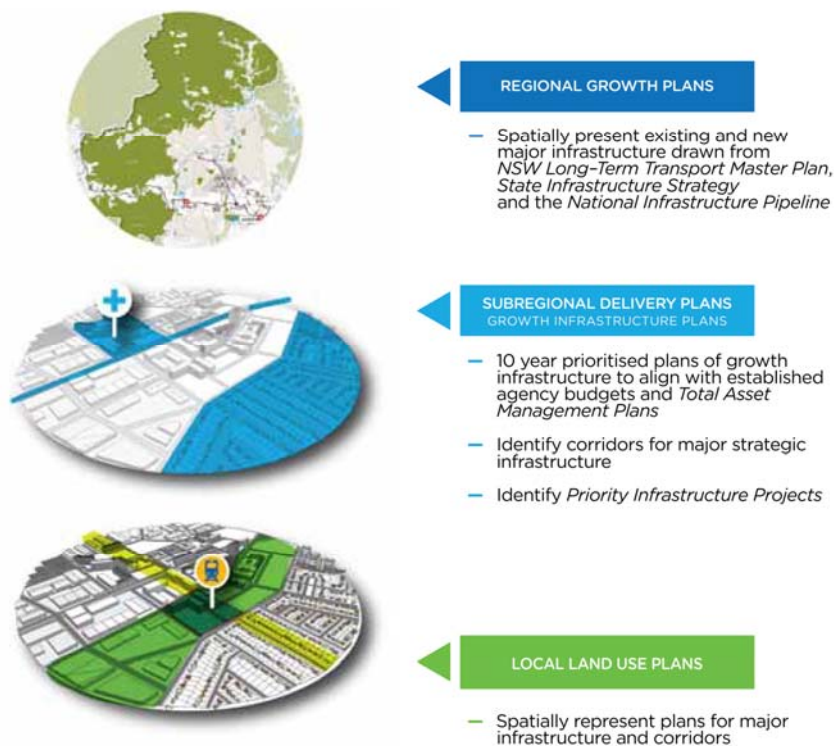 REGIONAL GROWTH PLANS
– Spatially present existing and new
major infrastructure drawn from
NSW Long–Term Transport Master Plan,
State Infrastructure Strategy
and the National Infrastructure Pipeline
SUBREGIONAL DELIVERY PLANS
GROWTH INFRASTRUCTURE PLANS
– 10 year prioritised plans of growth
infrastructure to align with established
agency budgets and Total Asset
Management Plans
– Identify corridors for major strategic
infrastructure
– Identify Priority Infrastructure Projects
LOCAL LAND USE PLANS
– Spatially represent plans for major
infrastructure and corridors